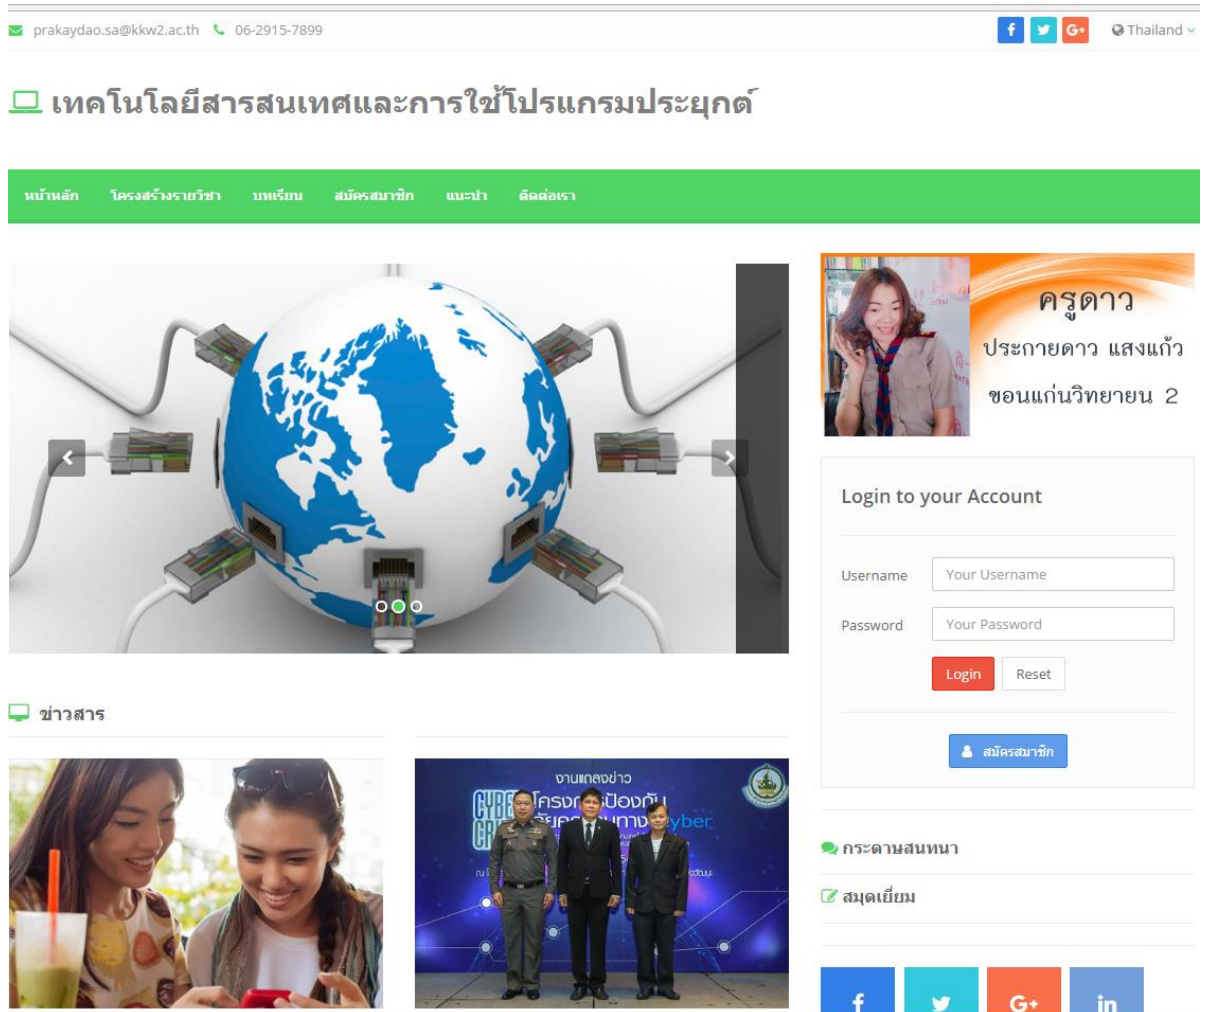 prakaydao.sa@kkw2.ac.th 06-2915-7899
Thailand
เทคโนโลยีสารสนเทศและการใช้โปรแกรมประยุกต์
หน้าหลัก โครงสร้างรายวิชา บทเรียน สมัครสมาชิก แนะนำ ติดต่อเรา
ครูดาว
ประกายดาว แสงแก้ว
ขอนแก่นวิทยายน 2
Login to your Account
Username Your Username
Password Your Password
Login Reset
สมัครสมาชิก
ข่าวสาร
งานแถลงข่าว
กระดาษสนทนา
สมุดเยี่ยม